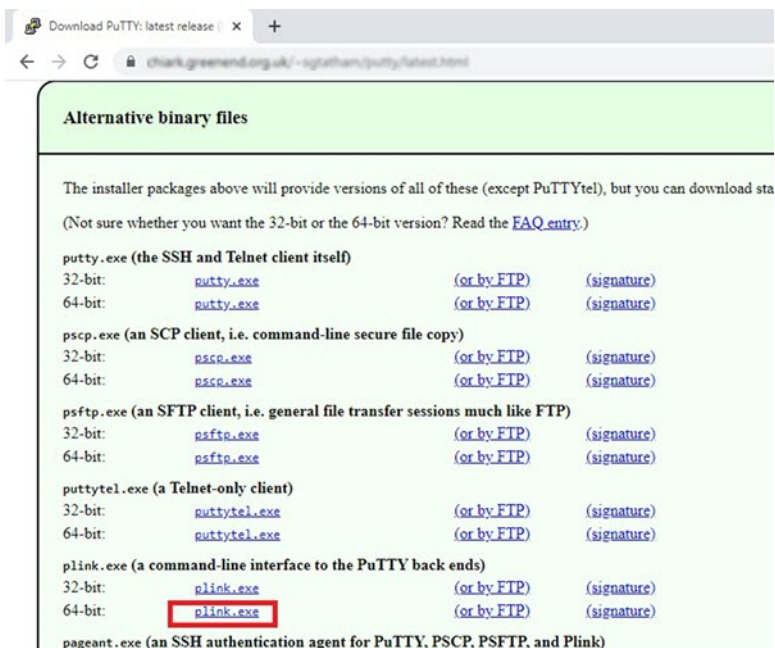 Download PuTTY: latest release (
chiark.greenend.org.uk/~sgtatham/putty/latest.html
Alternative binary files
The installer packages above will provide versions of all of these (except PuTTYtel), but you can download sta
(Not sure whether you want the 32-bit or the 64-bit version? Read the FAQ entry.)
putty.exe (the SSH and Telnet client itself)
32-bit: putty.exe (or by FTP) (signature)
64-bit: putty.exe (or by FTP) (signature)
pscp.exe (an SCP client, i.e. command-line secure file copy)
32-bit: pscp.exe (or by FTP) (signature)
64-bit: pscp.exe (or by FTP) (signature)
psftp.exe (an SFTP client, i.e. general file transfer sessions much like FTP)
32-bit: psftp.exe (or by FTP) (signature)
64-bit: psftp.exe (or by FTP) (signature)
puttytel.exe (a Telnet-only client)
32-bit: puttytel.exe (or by FTP) (signature)
64-bit: puttytel.exe (or by FTP) (signature)
plink.exe (a command-line interface to the PuTTY back ends)
32-bit: plink.exe (or by FTP) (signature)
64-bit: plink.exe (or by FTP) (signature)
pageant.exe (an SSH authentication agent for PuTTY, PSCP, PSFTP, and Plink)